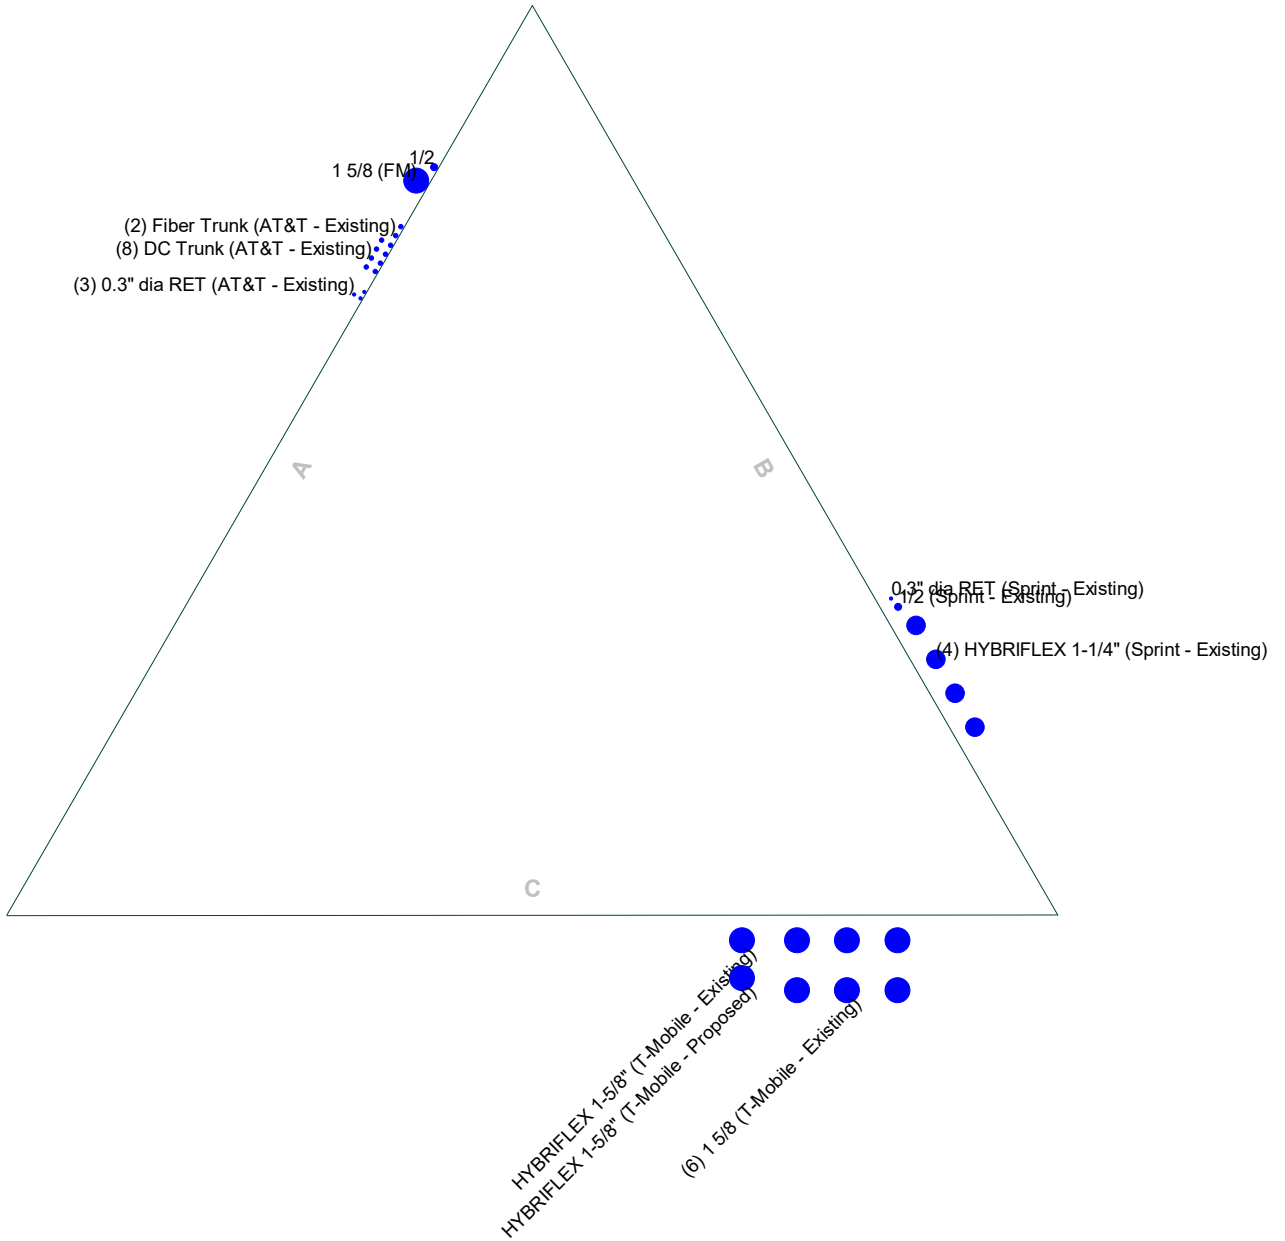 1/2
1 5/8 (FM)
(2) Fiber Trunk (AT&T - Existing)
(8) DC Trunk (AT&T - Existing)
(3) 0.3" dia RET (AT&T - Existing)
A
B
0.3" dia RET (Sprint - Existing)
1/2 (Sprint - Existing)
(4) HYBRIFLEX 1-1/4" (Sprint - Existing)
C
HYBRIFLEX 1-5/8" (T-Mobile - Existing)
HYBRIFLEX 1-5/8" (T-Mobile - Proposed)
(6) 1 5/8 (T-Mobile - Existing)